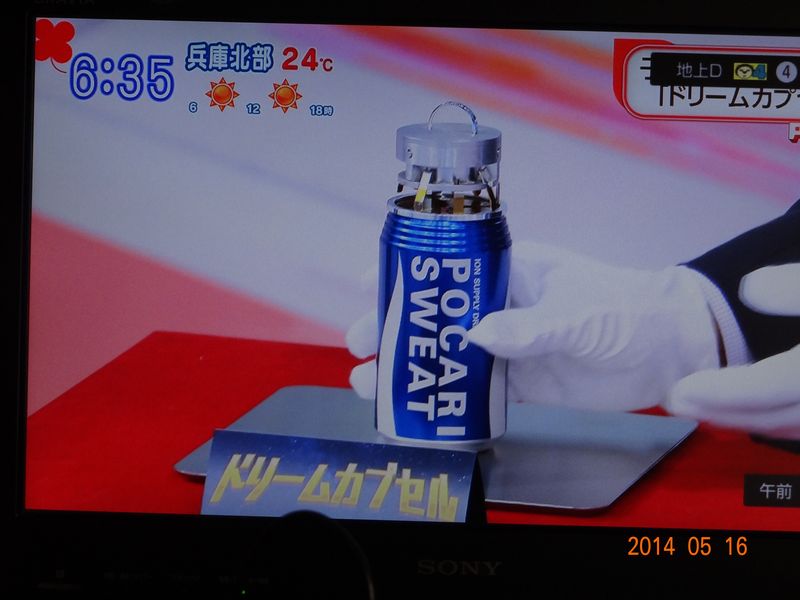 6:35
兵庫北部 24℃
6 12 18時
地上D 4
「ドリームカプ
ION SUPPLY DR
POCARI
SWEAT
ドリームカプセル
午前
2014 05 16
SONY